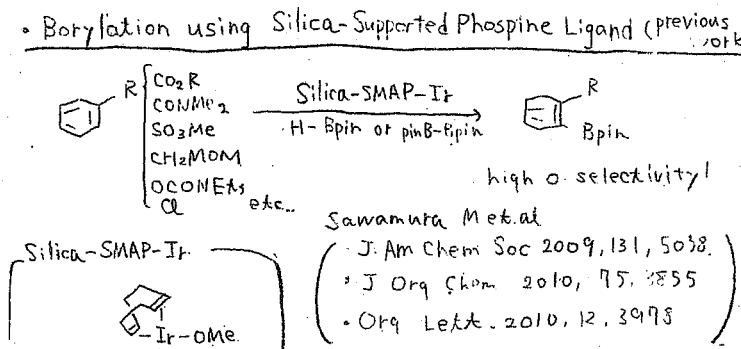 • Borylation using Silica-Supported Phospine Ligand (previous work
R
CO2R
CONMe2
SO3Me
CH2MOM
OCONEt2
Cl etc..
Silica-SMAP-Ir
H-Bpin or pinB-Bpin
R
Bpin
high o. selectivity!
Silica-SMAP-Ir.
Ir-OMe
Sawamura M et.al
• J. Am Chem Soc 2009, 131, 5038.
• J Org Chem 2010, 75, 3855
• Org Lett. 2010, 12, 3978